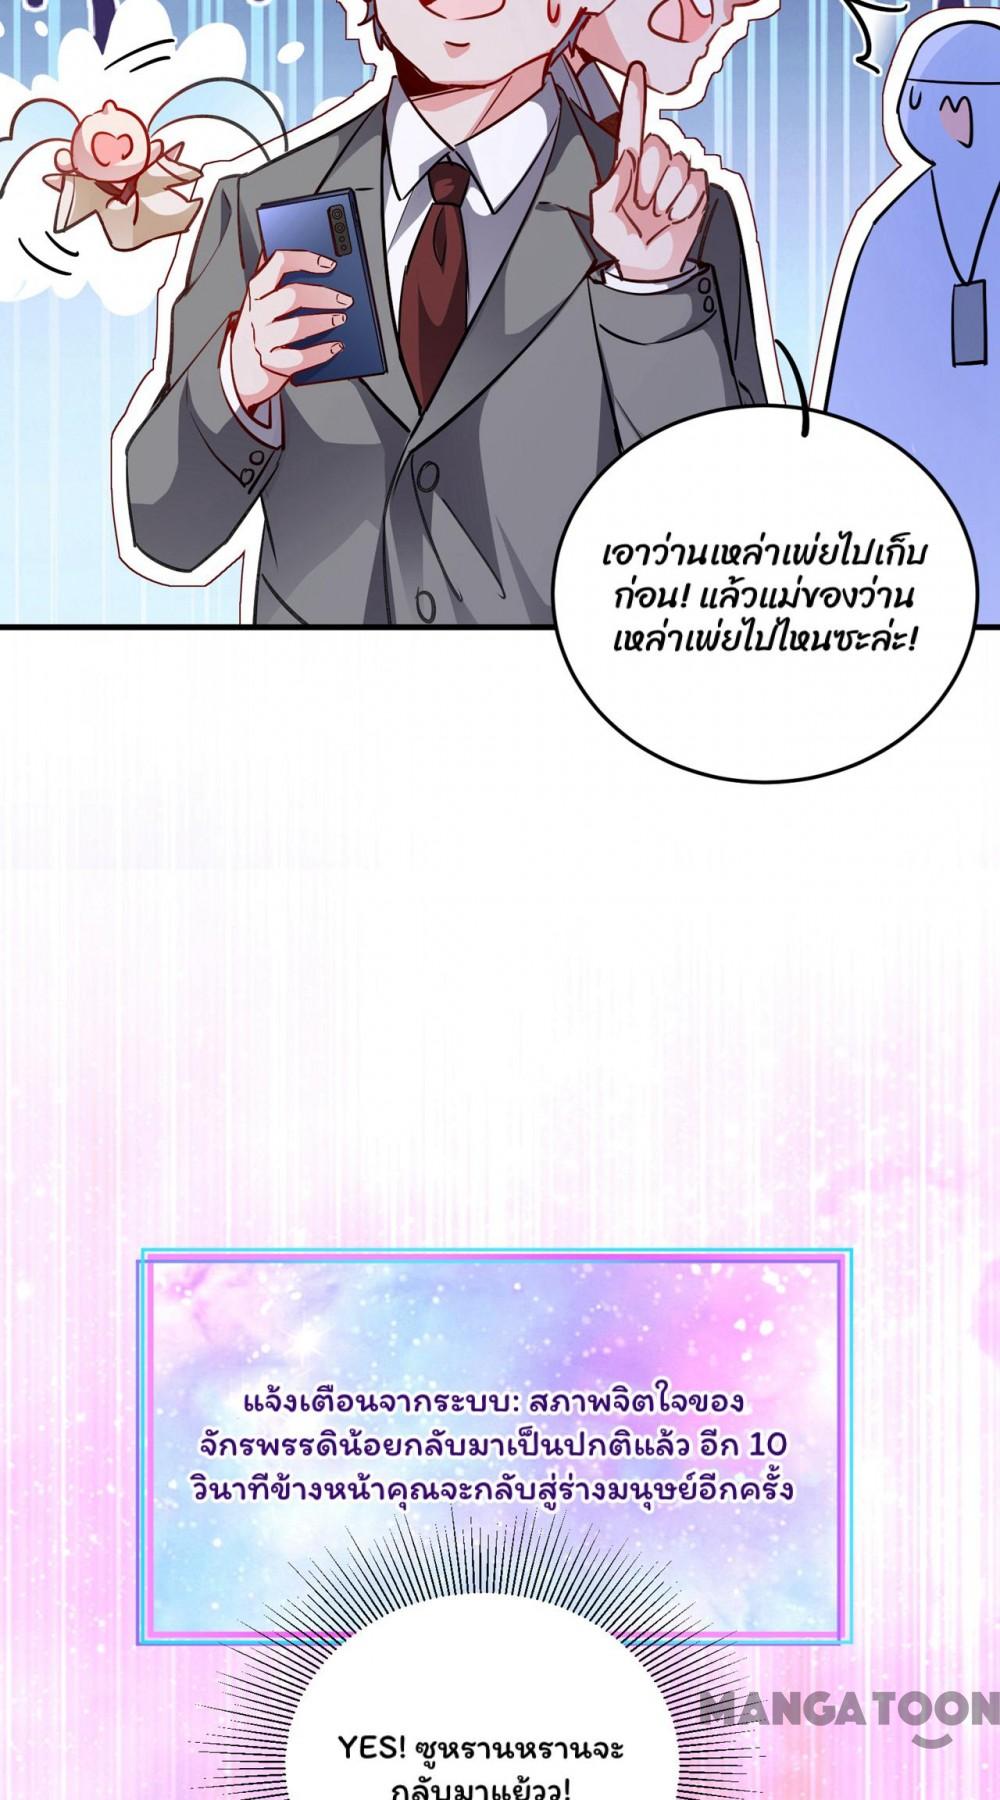 เอาว่านเหล่าเพ่ยไปเก็บ
ก่อน! แล้วแม่ของว่าน
เหล่าเพ่ยไปไหนซะล่ะ!
แจ้งเตือนจากระบบ: สภาพจิตใจของ
จักรพรรดิน้อยกลับมาเป็นปกติแล้ว อีก 10
วินาทีข้างหน้าคุณจะกลับสู่ร่างมนุษย์อีกครั้ง
MANGATOON
YES! ซูหรานหรานจะ
กลับมาแย้วว!